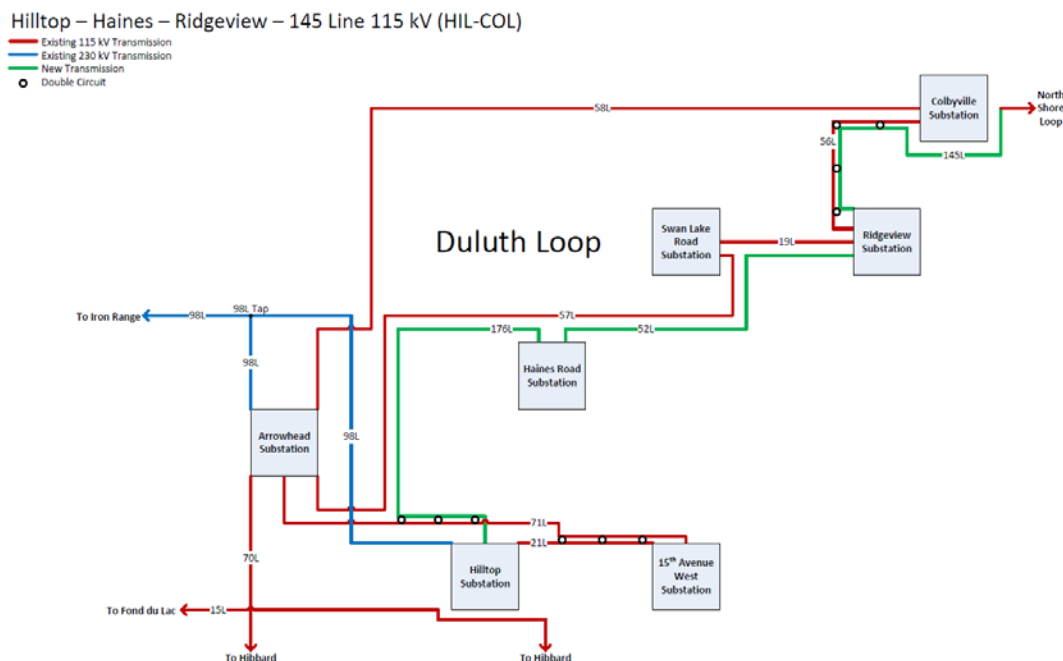 Hilltop – Haines – Ridgeview – 145 Line 115 kV (HIL-COL)
Existing 115 kV Transmission
Existing 230 kV Transmission
New Transmission
Double Circuit
58L
Colbyville
Substation
North
Shore
Loop
56L
145L
Duluth Loop
Swan Lake
Road
Substation
19L
Ridgeview
Substation
To Iron Range
98L
98L Tap
57L
176L
52L
98L
Haines Road
Substation
Arrowhead
Substation
98L
71L
21L
70L
Hilltop
Substation
15th Avenue
West
Substation
To Fond du Lac
15L
To Hibbard
To Hibbard